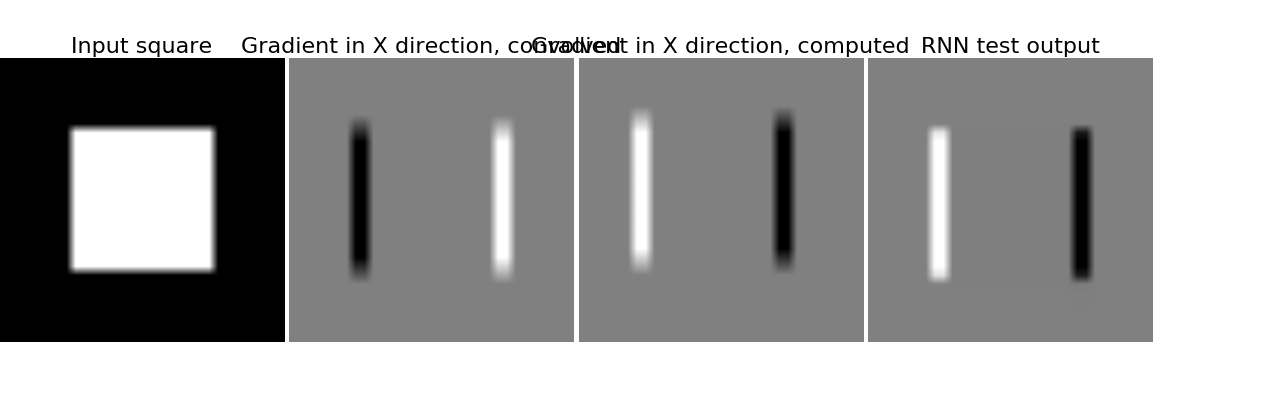 Input square
Gradient in X direction, convolved
Gradient in X direction, computed
RNN test output